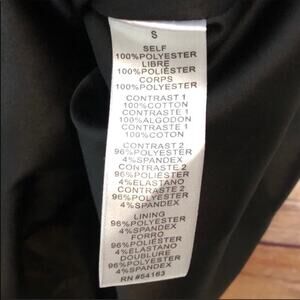 S
SELF
100%POLYESTER
LIBRE
100%POLIÉSTER
CORPS
100%POLYESTER
CONTRAST 1
100%COTTON
CONTRASTE 1
100%ALGODON
CONTRASTE 1
100%COTON
CONTRAST 2
96%POLYESTER
4%SPANDEX
CONTRASTE 2
96%POLIÉSTER
4%ELASTANO
CONTRASTE 2
96%POLYESTER
4%SPANDEX
LINING
96%POLYESTER
4%SPANDEX
FORRO
96%POLIÉSTER
4%ELASTANO
DOUBLURE
96%POLYESTER
4%SPANDEX
RN #54163